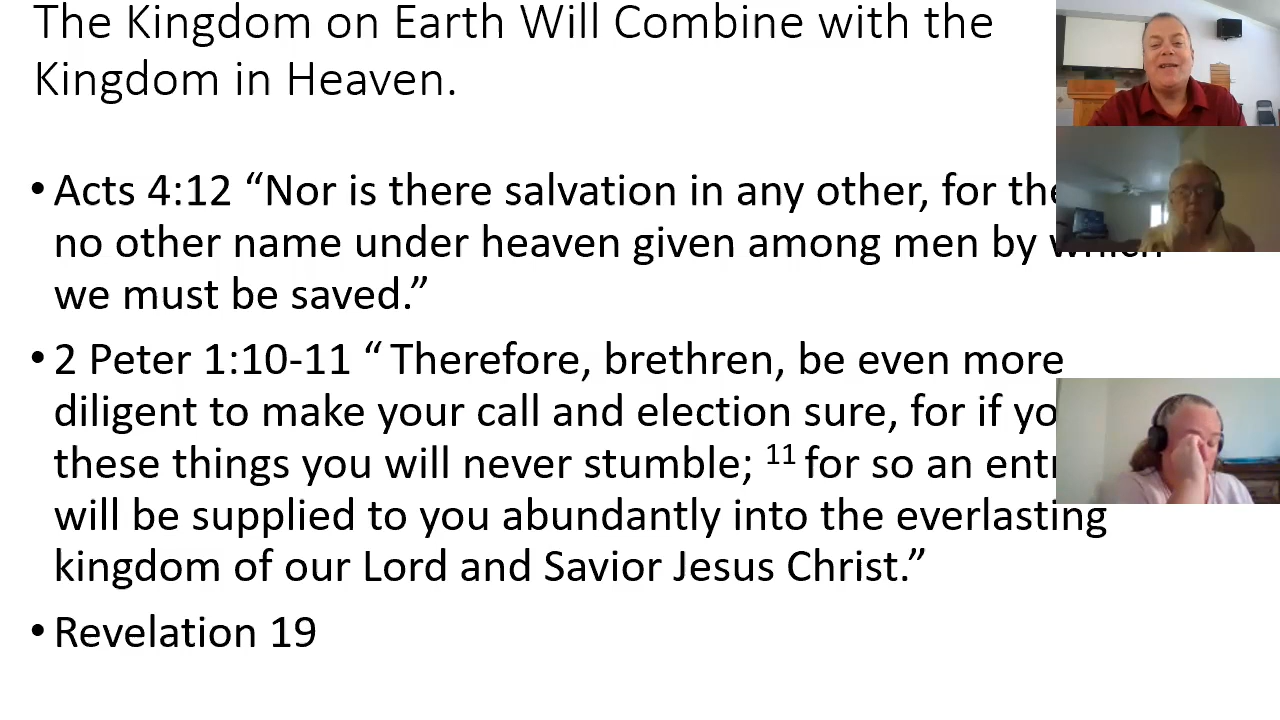 The Kingdom on Earth Will Combine with the
Kingdom in Heaven.
• Acts 4:12 “Nor is there salvation in any other, for
no other name under heaven given among men by which
we must be saved.”
• 2 Peter 1:10-11 “ Therefore, brethren, be even more
diligent to make your call and election sure, for if
these things you will never stumble; 11 for so an
will be supplied to you abundantly into the everlasting
kingdom of our Lord and Savior Jesus Christ.”
• Revelation 19